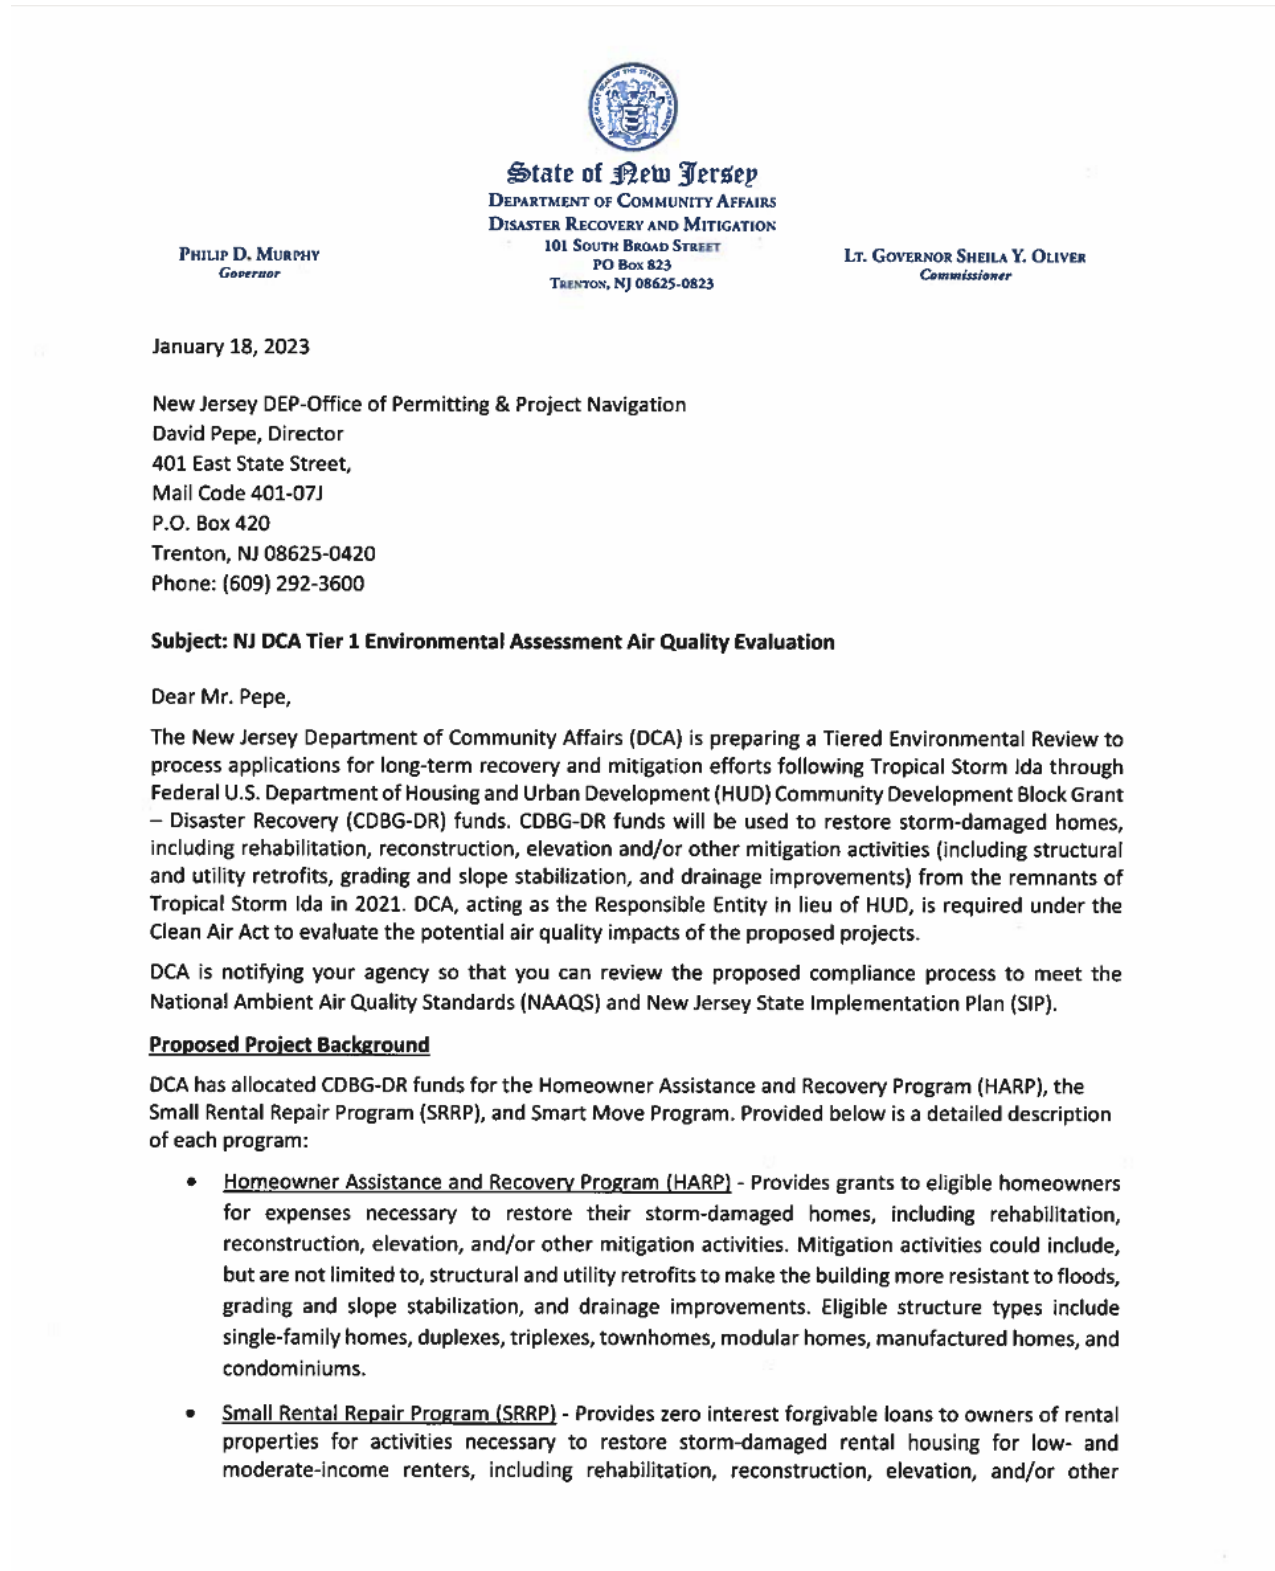 THE GREAT SEAL OF THE STATE OF NEW JERSEY
State of New Jersey
DEPARTMENT OF COMMUNITY AFFAIRS
DISASTER RECOVERY AND MITIGATION
101 SOUTH BROAD STREET
PO BOX 823
TRENTON, NJ 08625-0823
PHILIP D. MURPHY
Governor
LT. GOVERNOR SHEILA Y. OLIVER
Commissioner
January 18, 2023
New Jersey DEP-Office of Permitting & Project Navigation
David Pepe, Director
401 East State Street,
Mail Code 401-07J
P.O. Box 420
Trenton, NJ 08625-0420
Phone: (609) 292-3600
Subject: NJ DCA Tier 1 Environmental Assessment Air Quality Evaluation
Dear Mr. Pepe,
The New Jersey Department of Community Affairs (DCA) is preparing a Tiered Environmental Review to
process applications for long-term recovery and mitigation efforts following Tropical Storm Ida through
Federal U.S. Department of Housing and Urban Development (HUD) Community Development Block Grant
– Disaster Recovery (CDBG-DR) funds. CDBG-DR funds will be used to restore storm-damaged homes,
including rehabilitation, reconstruction, elevation and/or other mitigation activities (including structural
and utility retrofits, grading and slope stabilization, and drainage improvements) from the remnants of
Tropical Storm Ida in 2021. DCA, acting as the Responsible Entity in lieu of HUD, is required under the
Clean Air Act to evaluate the potential air quality impacts of the proposed projects.
DCA is notifying your agency so that you can review the proposed compliance process to meet the
National Ambient Air Quality Standards (NAAQS) and New Jersey State Implementation Plan (SIP).
Proposed Project Background
DCA has allocated CDBG-DR funds for the Homeowner Assistance and Recovery Program (HARP), the
Small Rental Repair Program (SRRP), and Smart Move Program. Provided below is a detailed description
of each program:
• Homeowner Assistance and Recovery Program (HARP) - Provides grants to eligible homeowners
for expenses necessary to restore their storm-damaged homes, including rehabilitation,
reconstruction, elevation, and/or other mitigation activities. Mitigation activities could include,
but are not limited to, structural and utility retrofits to make the building more resistant to floods,
grading and slope stabilization, and drainage improvements. Eligible structure types include
single-family homes, duplexes, triplexes, townhomes, modular homes, manufactured homes, and
condominiums.
• Small Rental Repair Program (SRRP) - Provides zero interest forgivable loans to owners of rental
properties for activities necessary to restore storm-damaged rental housing for low- and
moderate-income renters, including rehabilitation, reconstruction, elevation, and/or other